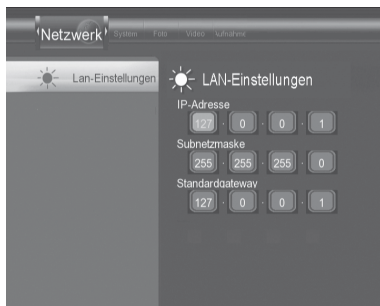 Netzwerk System Foto Video Aufnahme
Lan-Einstellungen
LAN-Einstellungen
IP-Adresse
127 . 0 . 0 . 1
Subnetzmaske
255 . 255 . 255 . 0
Standardgateway
127 . 0 . 0 . 1